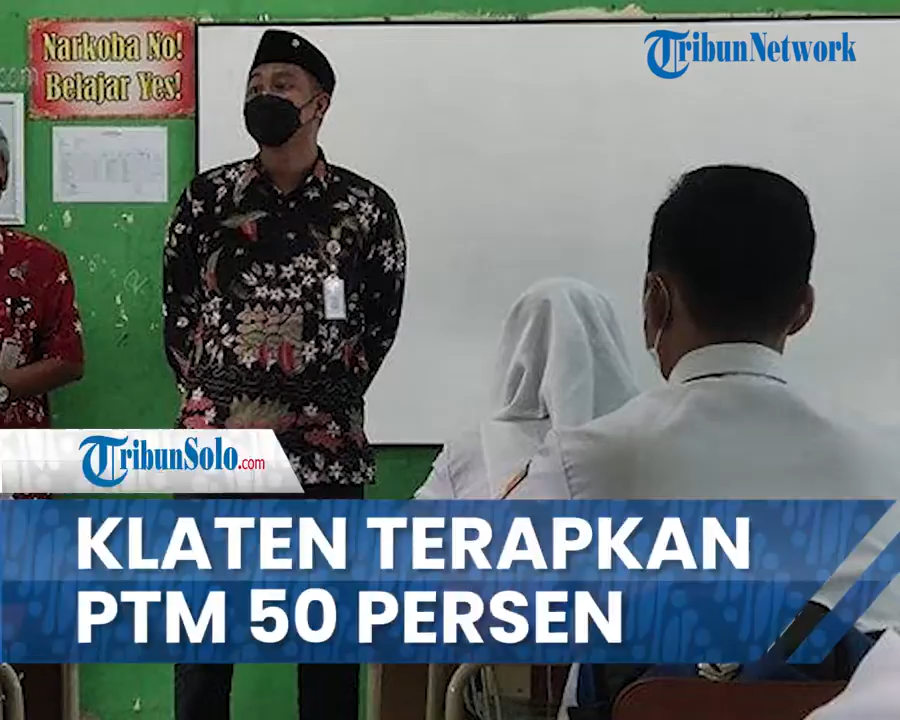 Narkoba No!
Belajar Yes!
TribunNetwork
TribunSolo.com
KLATEN TERAPKAN
PTM 50 PERSEN